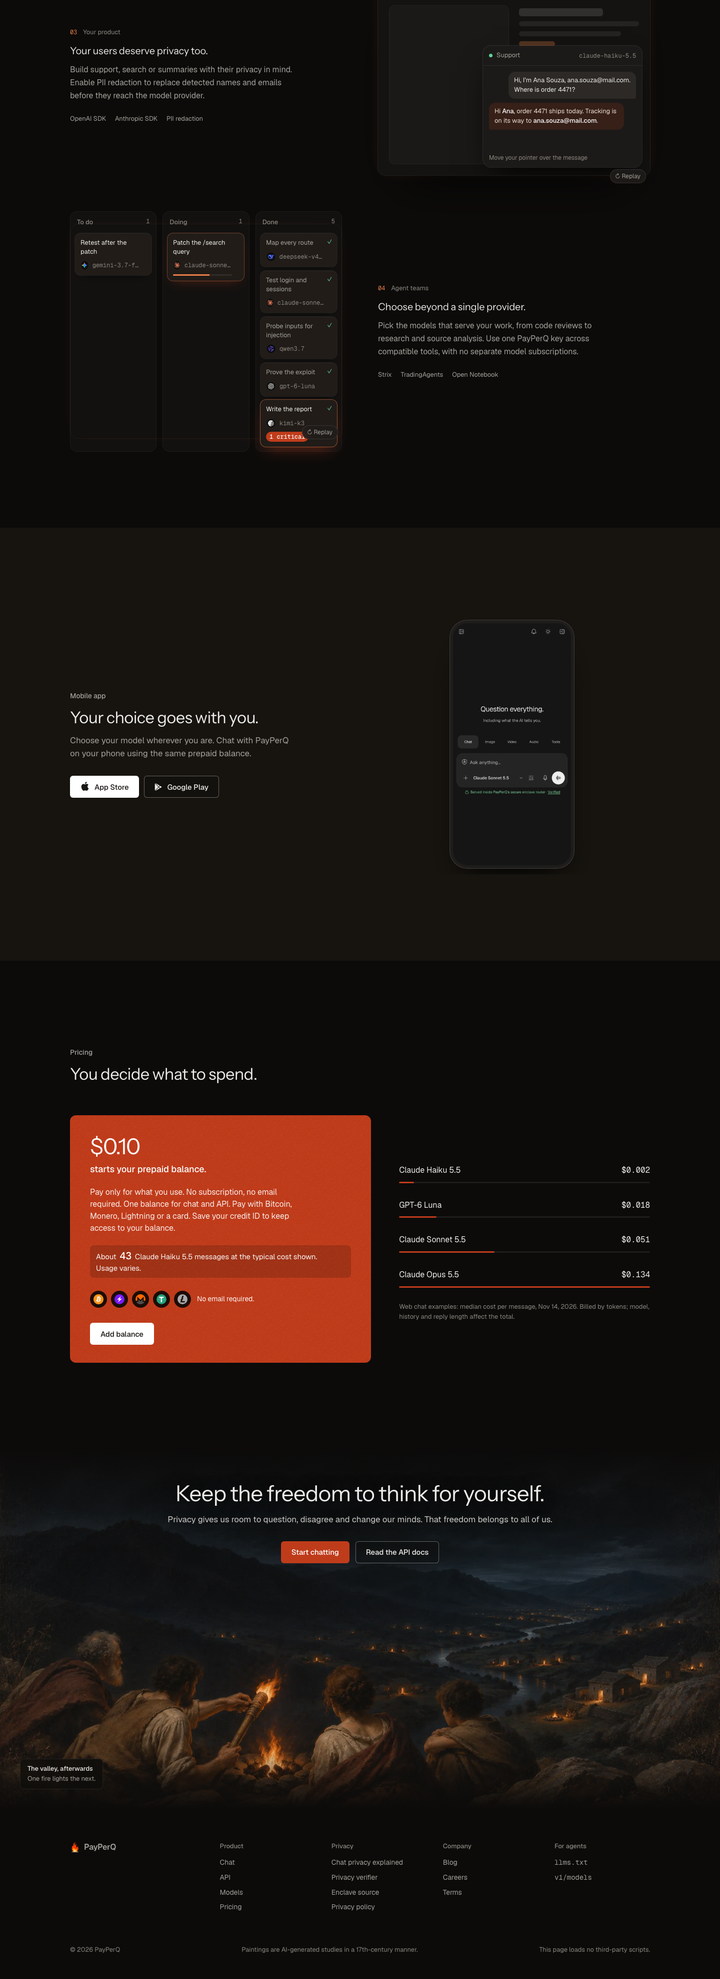 03 Your product
Your users deserve privacy too.
Build support, search or summaries with their privacy in mind.
Enable PII redaction to replace detected names and emails
before they reach the model provider.
OpenAI SDK Anthropic SDK PII redaction
Support claude-haiku-5.5
Hi, I'm Ana Souza, ana.souza@mail.com.
Where is order 4471?
Hi Ana, order 4471 ships today. Tracking is
on its way to ana.souza@mail.com.
Move your pointer over the message
Replay
To do 1
Retest after the
patch
gemini-3.7-f…
Doing 1
Patch the /search
query
claude-sonne…
Done 5
Map every route
deepseek-v4…
Test login and
sessions
claude-sonne…
Probe inputs for
injection
qwen3.7
Prove the exploit
gpt-6-luna
Write the report
kimi-k3
1 critical
Replay
04 Agent teams
Choose beyond a single provider.
Pick the models that serve your work, from code reviews to
research and source analysis. Use one PayPerQ key across
compatible tools, with no separate model subscriptions.
Strix TradingAgents Open Notebook
Mobile app
Your choice goes with you.
Choose your model wherever you are. Chat with PayPerQ
on your phone using the same prepaid balance.
App Store Google Play
Question everything.
Including what the AI tells you.
Chat Image Video Audio Tools
Ask anything...
Claude Sonnet 5.5
Verified
Pricing
You decide what to spend.
$0.10
starts your prepaid balance.
Pay only for what you use. No subscription, no email
required. One balance for chat and API. Pay with Bitcoin,
Monero, Lightning or a card. Save your credit ID to keep
access to your balance.
About 43 Claude Haiku 5.5 messages at the typical cost shown.
Usage varies.
No email required.
Add balance
Claude Haiku 5.5 $0.002
GPT-6 Luna $0.018
Claude Sonnet 5.5 $0.051
Claude Opus 5.5 $0.134
Web chat examples: median cost per message, Nov 14, 2026. Billed by tokens; model,
history and reply length affect the total.
Keep the freedom to think for yourself.
Privacy gives us room to question, disagree and change our minds. That freedom belongs to all of us.
Start chatting Read the API docs
The valley, afterwards
One fire lights the next.
PayPerQ
Product
Chat
API
Models
Pricing
Privacy
Chat privacy explained
Privacy verifier
Enclave source
Privacy policy
Company
Blog
Careers
Terms
For agents
llms.txt
v1/models
© 2026 PayPerQ
Paintings are AI-generated studies in a 17th-century manner.
This page loads no third-party scripts.